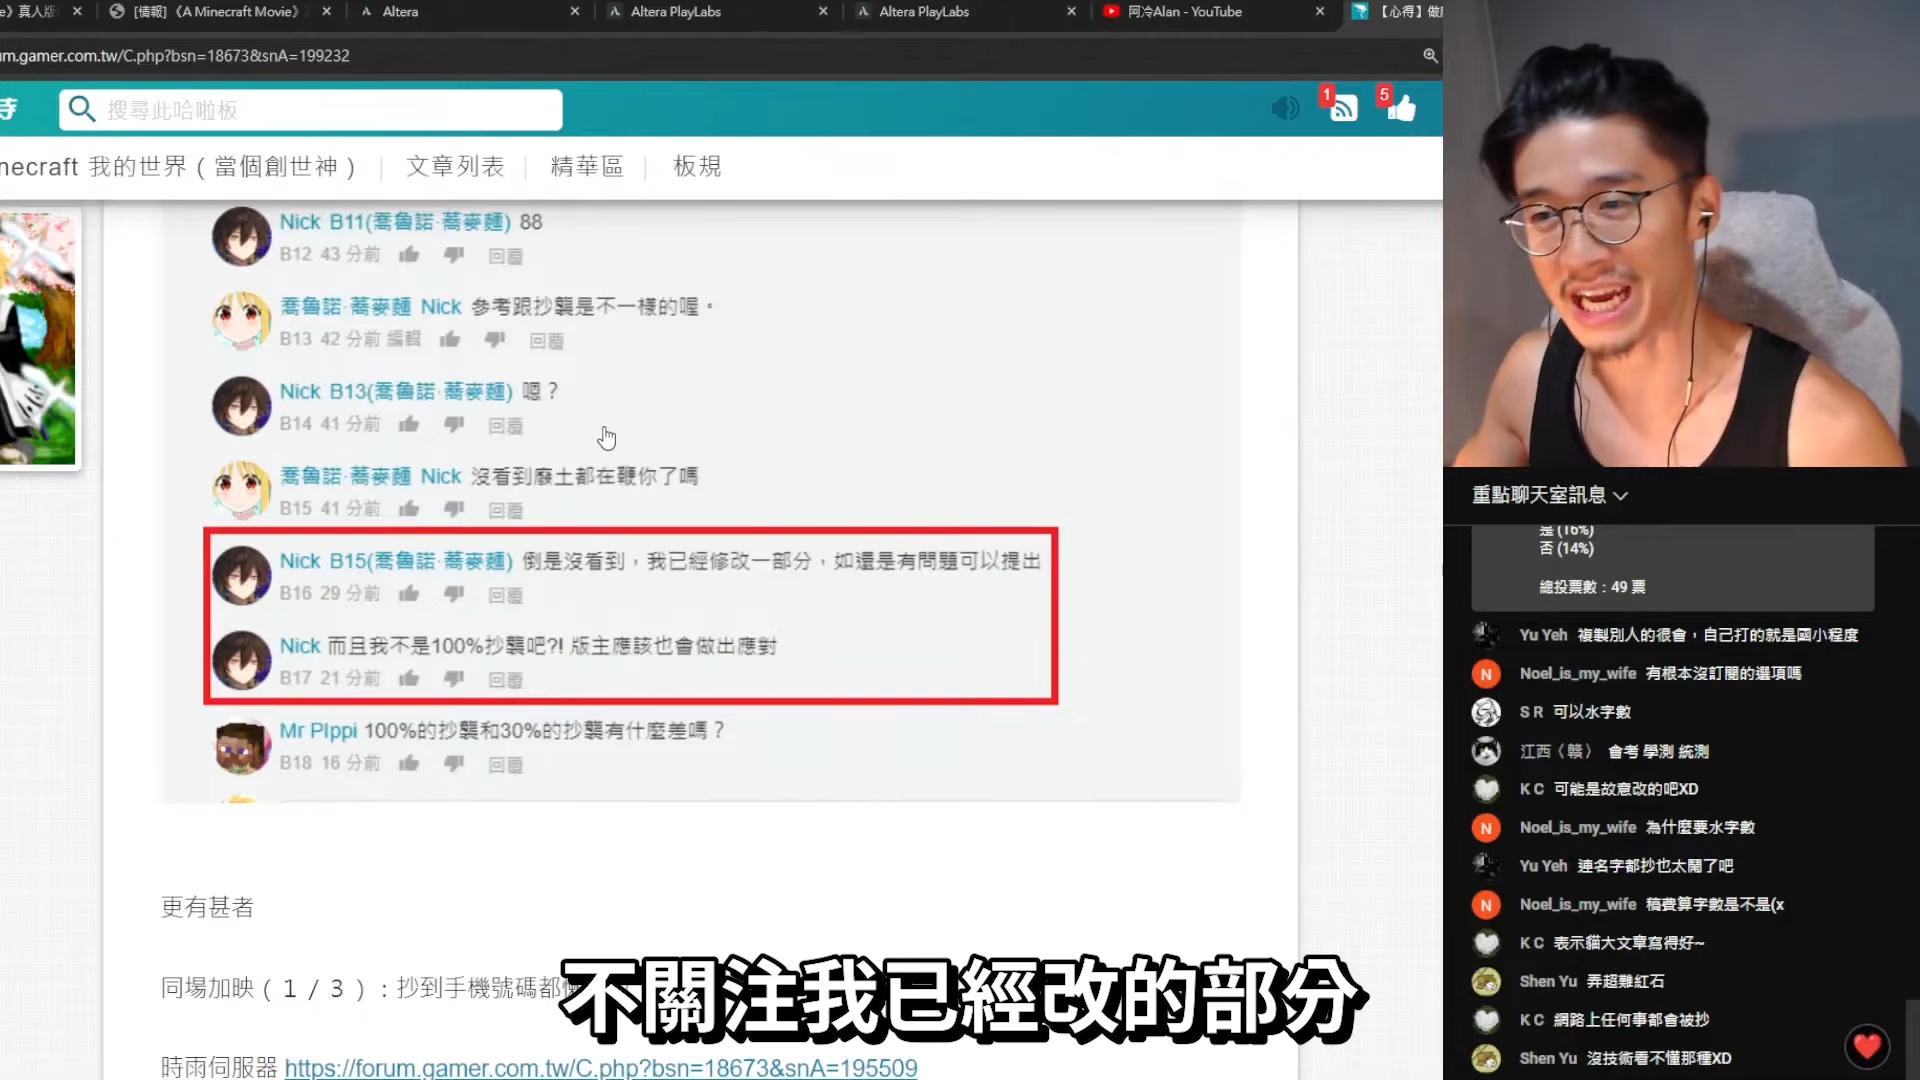 e》真人版
[情報]《A Minecraft Movie》
Altera
Altera PlayLabs
Altera PlayLabs
阿冷Alan - YouTube
【心得】做
um.gamer.com.tw/C.php?bsn=18673&snA=199232
搜尋此哈啦板
1
5
necraft 我的世界（當個創世神）
文章列表
精華區
板規
Nick B11(喬魯諾·蕎麥麵) 88
B12 43 分前 回覆
喬魯諾·蕎麥麵 Nick 參考跟抄襲是不一樣的喔。
B13 42 分前 編輯 回覆
Nick B13(喬魯諾·蕎麥麵) 嗯？
B14 41 分前 回覆
喬魯諾·蕎麥麵 Nick 沒看到廢土都在鞭你了嗎
B15 41 分前 回覆
Nick B15(喬魯諾·蕎麥麵) 倒是沒看到，我已經修改一部分，如還是有問題可以提出
B16 29 分前 回覆
Nick 而且我不是100%抄襲吧?! 版主應該也會做出應對
B17 21 分前 回覆
Mr PIppi 100%的抄襲和30%的抄襲有什麼差嗎？
B18 16 分前 回覆
更有甚者
同場加映（1 / 3）：抄到手機號碼都
不關注我已經改的部分
時雨伺服器 https://forum.gamer.com.tw/C.php?bsn=18673&snA=195509
重點聊天室訊息
是 (16%)
否 (14%)
總投票數：49 票
Yu Yeh 複製別人的很會，自己打的就是國小程度
Noel_is_my_wife 有根本沒訂閱的選項嗎
S R 可以水字數
江西（贛） 會考 學測 統測
K C 可能是故意改的吧XD
Noel_is_my_wife 為什麼要水字數
Yu Yeh 連名字都抄也太鬧了吧
Noel_is_my_wife 稿費算字數是不是(x
K C 表示貓大文章寫得好~
Shen Yu 弄超難紅石
K C 網路上任何事都會被抄
Shen Yu 沒技術看不懂那種XD